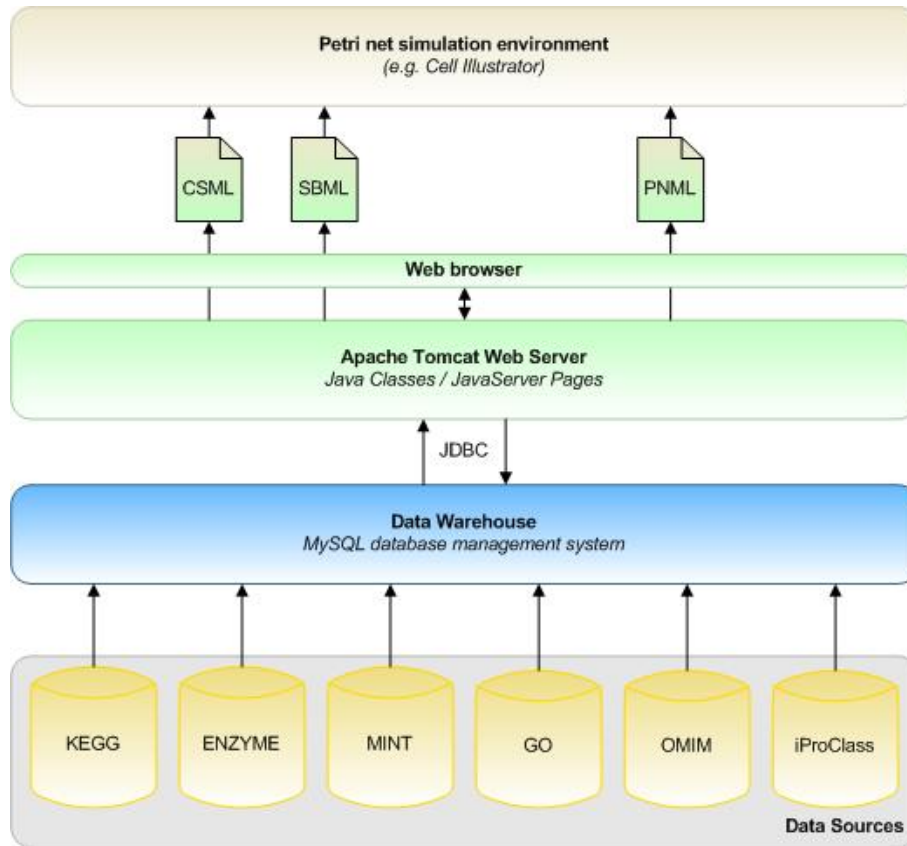 Petri net simulation environment
(e.g. Cell Illustrator)
CSML
SBML
PNML
Web browser
Apache Tomcat Web Server
Java Classes / JavaServer Pages
JDBC
Data Warehouse
MySQL database management system
KEGG
ENZYME
MINT
GO
OMIM
iProClass
Data Sources